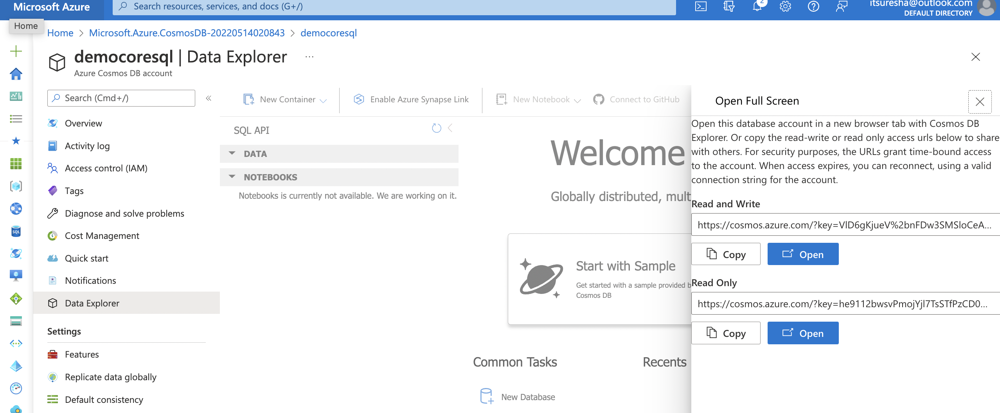 Microsoft Azure
Search resources, services, and docs (G+/)
2
itsuresha@outlook.com
DEFAULT DIRECTORY
Home
Home > Microsoft.Azure.CosmosDB-20220514020843 > democoresql
democoresql | Data Explorer ...
Azure Cosmos DB account
Search (Cmd+/)
«
Overview
Activity log
Access control (IAM)
Tags
Diagnose and solve problems
Cost Management
Quick start
Notifications
Data Explorer
Settings
Features
Replicate data globally
Default consistency
SQL
New Container
Enable Azure Synapse Link
New Notebook
Connect to GitHub
SQL API
DATA
NOTEBOOKS
Notebooks is currently not available. We are working on it.
Welcome
Globally distributed, mult
Start with Sample
Get started with a sample provided b
Cosmos DB
Common Tasks
Recents
New Database
Open Full Screen
Open this database account in a new browser tab with Cosmos DB
Explorer. Or copy the read-write or read only access urls below to share
with others. For security purposes, the URLs grant time-bound access
to the account. When access expires, you can reconnect, using a valid
connection string for the account.
Read and Write
https://cosmos.azure.com/?key=VlD6gKjueV%2bnFDw3SMSloCeA...
Copy
Open
Read Only
https://cosmos.azure.com/?key=he9112bwsvPmojYjl7TsSTfPzCD0...
Copy
Open